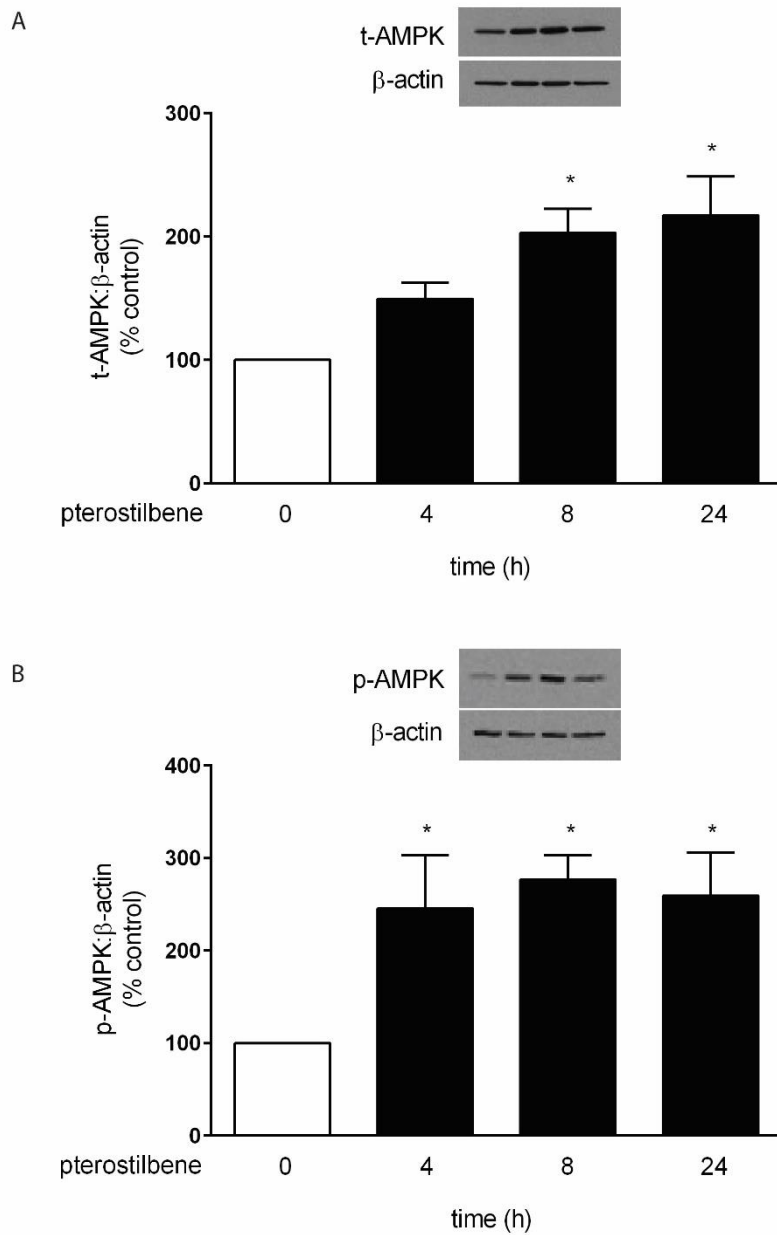 A
t-AMPK
β-actin
300
200
100
0
t-AMPK:β-actin
(% control)
*
*
pterostilbene 0 4 8 24
time (h)
B
p-AMPK
β-actin
400
300
200
100
0
p-AMPK:β-actin
(% control)
* * *
pterostilbene 0 4 8 24
time (h)